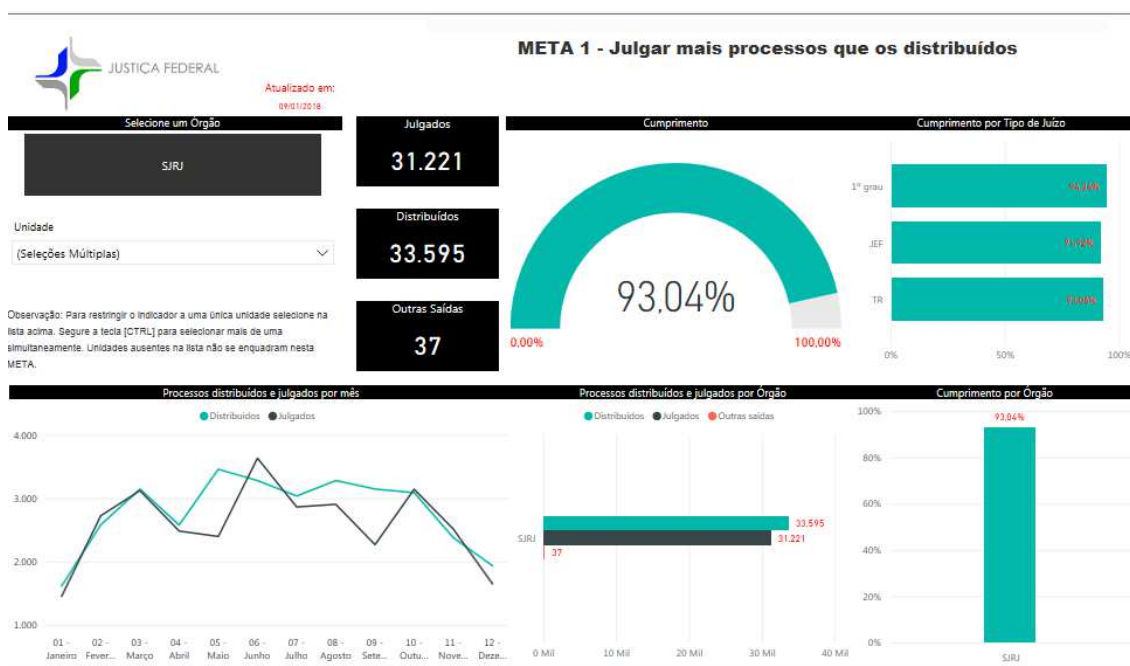 META 1 - Julgar mais processos que os distribuídos
JUSTIÇA FEDERAL
Atualizado em:
09/01/2018
Selecione um Órgão
SJRJ
Unidade
(Seleções Múltiplas)
Observação: Para restringir o indicador a uma única unidade selecione na
lista acima. Segure a tecla [CTRL] para selecionar mais de uma
simultaneamente. Unidades ausentes na lista não se enquadram nesta
META.
Julgados
31.221
Distribuídos
33.595
Outras Saídas
37
Cumprimento
93,04%
0,00%
100,00%
Cumprimento por Tipo de Juízo
1º grau
JEF
TR
0%
50%
100%
Processos distribuídos e julgados por mês
Distribuídos Julgados
4.000
3.000
2.000
1.000
01 - 02 - 03 - 04 - 05 - 06 - 07 - 08 - 09 - 10 - 11 - 12 -
Janeiro Fever... Março Abril Maio Junho Julho Agosto Sete... Outu... Nove... Deze...
Processos distribuídos e julgados por Órgão
Distribuídos Julgados Outras saídas
SJRJ
33.595
31.221
37
0 Mil 10 Mil 20 Mil 30 Mil 40 Mil
Cumprimento por Órgão
100%
93,04%
80%
60%
40%
20%
0%
SJRJ